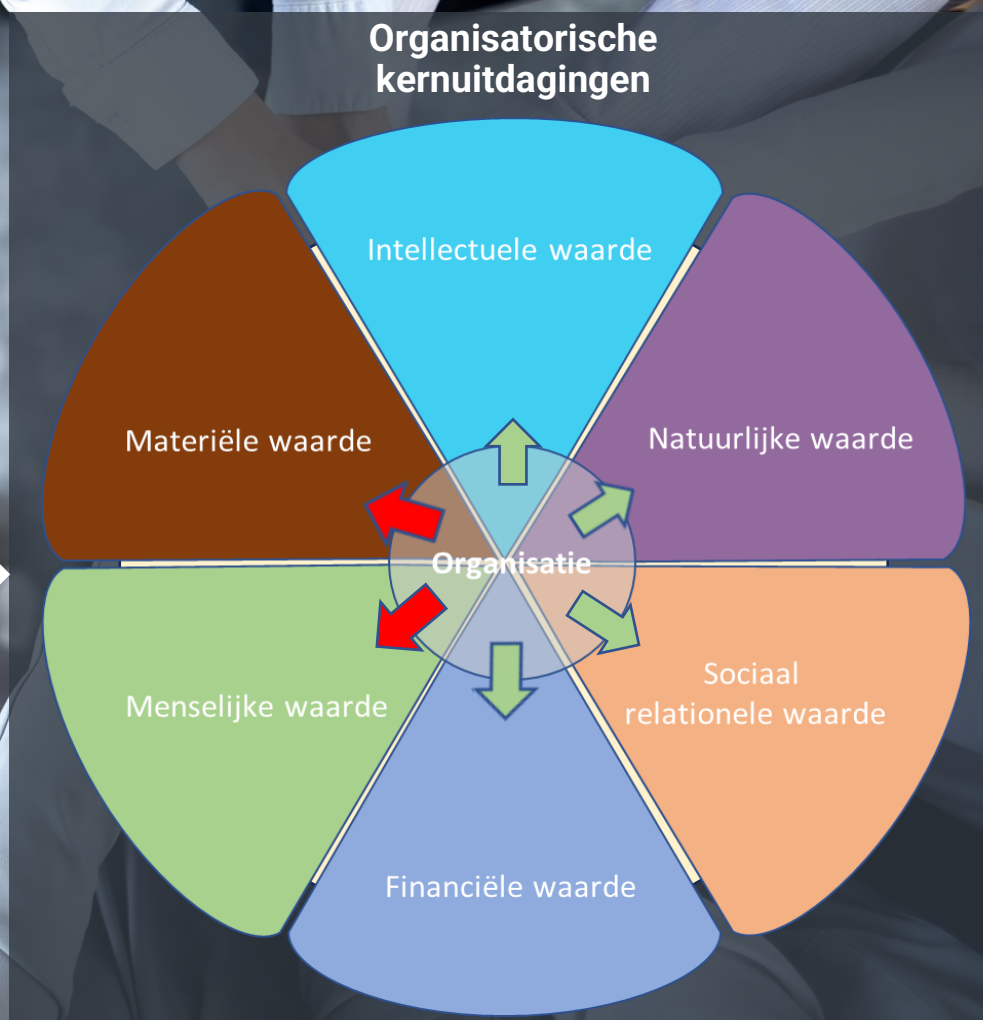 Organisatorische
kernuitdagingen
Intellectuele waarde
Materiële waarde
Natuurlijke waarde
Organisatie
Menselijke waarde
Sociaal
relationele waarde
Financiële waarde